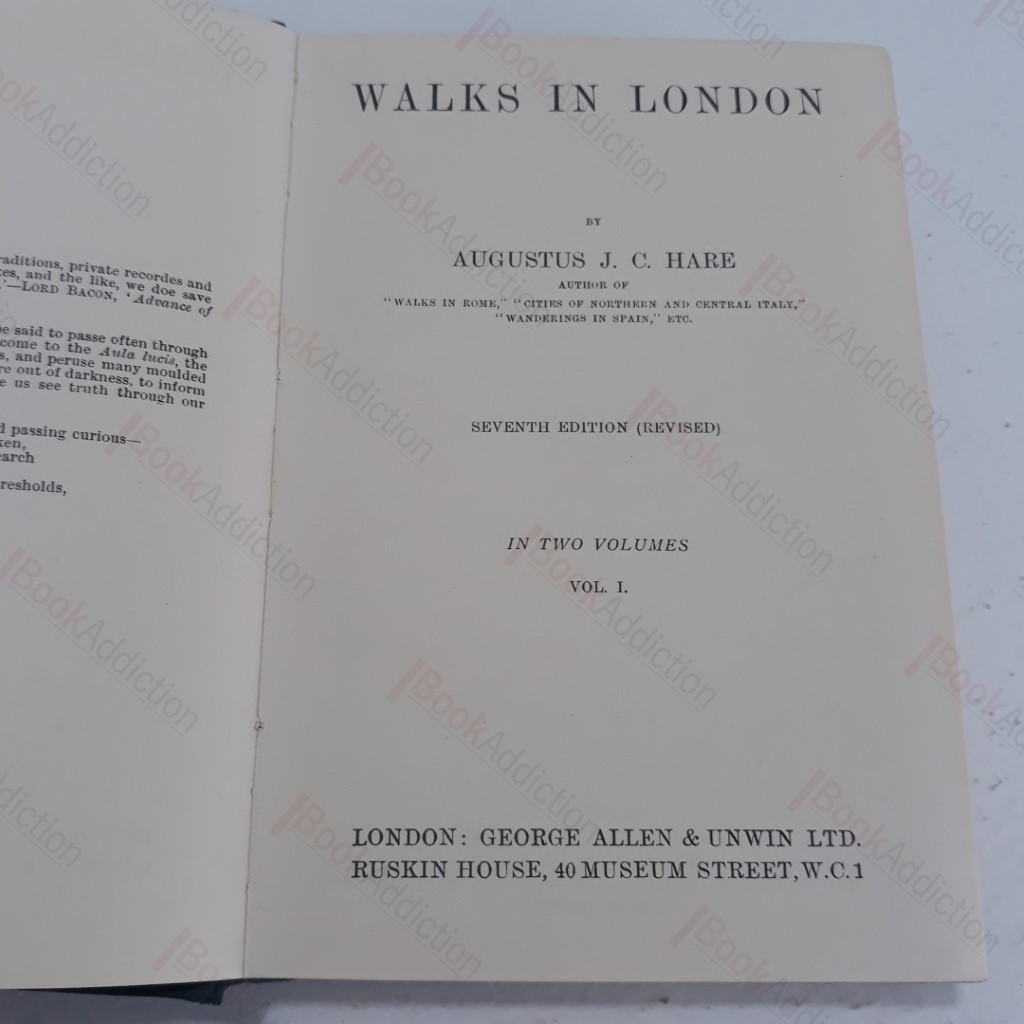 raditions, private recordes and
es, and the like, we doe save
—LORD BACON, 'Advance of
e said to passe often through
come to the Aula lucis, the
s, and peruse many moulded
re out of darkness, to inform
e us see truth through our
d passing curious—
ken,
earch
resholds,
WALKS IN LONDON
BY
AUGUSTUS J. C. HARE
AUTHOR OF
"WALKS IN ROME," "CITIES OF NORTHERN AND CENTRAL ITALY,"
"WANDERINGS IN SPAIN," ETC.
SEVENTH EDITION (REVISED)
IN TWO VOLUMES
VOL. I.
LONDON: GEORGE ALLEN & UNWIN LTD.
RUSKIN HOUSE, 40 MUSEUM STREET, W.C.1
BookAddiction